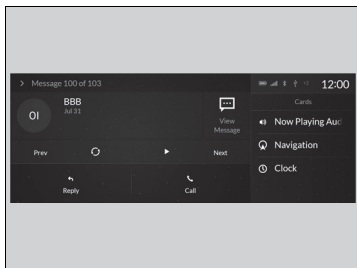 Message 100 of 103
12:00
OI
BBB
Jul 31
View
Message
Prev
Next
Reply
Call
Cards
Now Playing Aud
Navigation
Clock